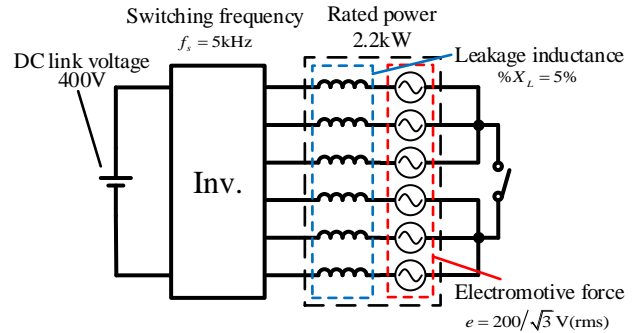 Switching frequency
f_s = 5kHz
Rated power
2.2kW
DC link voltage
400V
Leakage inductance
%X_L = 5%
Inv.
Electromotive force
e = 200/√3 V(rms)